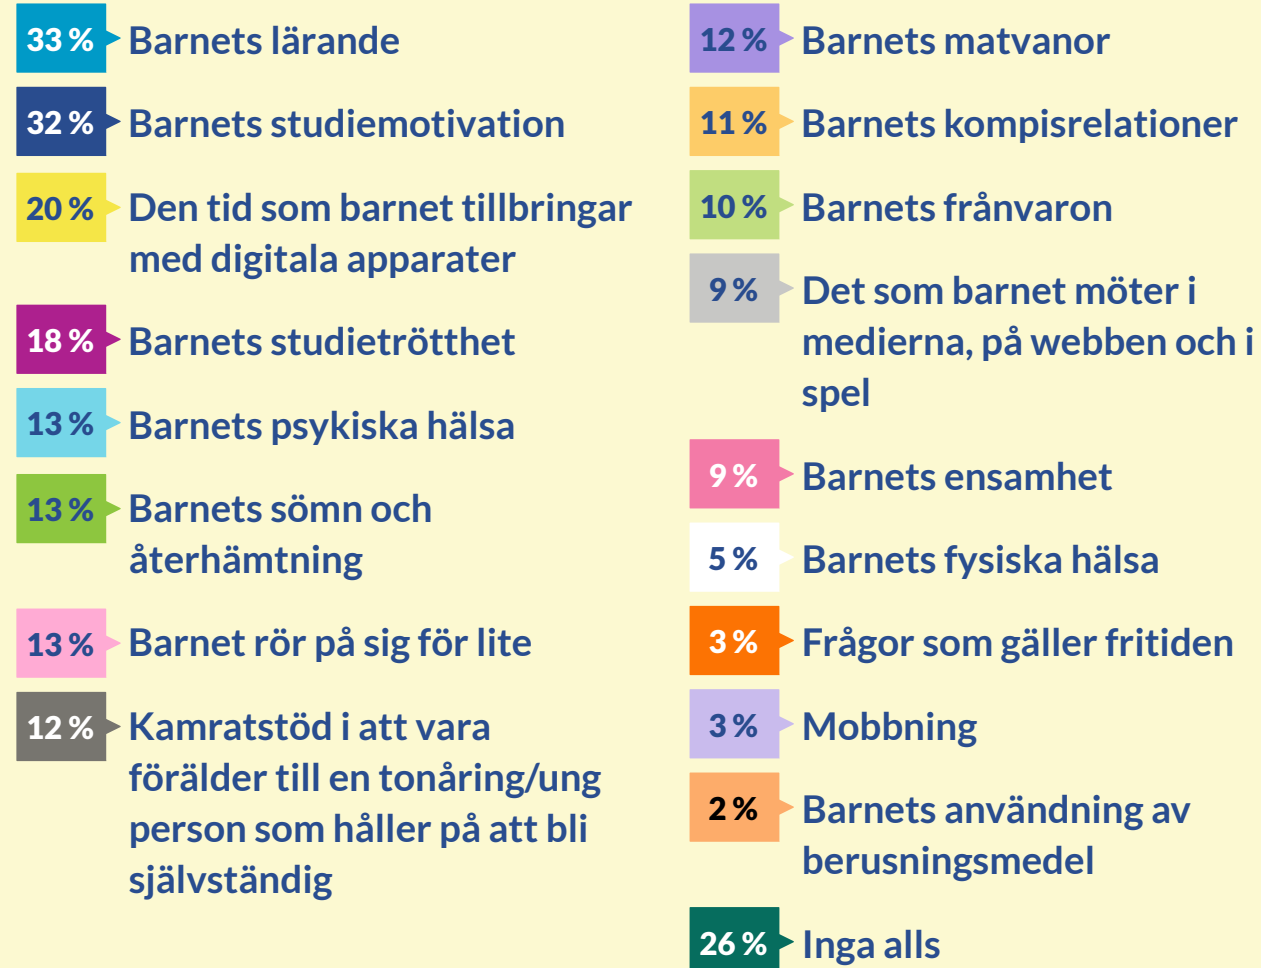 33 % Barnets lärande
32 % Barnets studiemotivation
20 % Den tid som barnet tillbringar
med digitala apparater
18 % Barnets studietrötthet
13 % Barnets psykiska hälsa
13 % Barnets sömn och
återhämtning
13 % Barnet rör på sig för lite
12 % Kamratstöd i att vara
förälder till en tonåring/ung
person som håller på att bli
självständig
12 % Barnets matvanor
11 % Barnets kompisrelationer
10 % Barnets frånvaron
9 % Det som barnet möter i
medierna, på webben och i
spel
9 % Barnets ensamhet
5 % Barnets fysiska hälsa
3 % Frågor som gäller fritiden
3 % Mobbning
2 % Barnets användning av
berusningsmedel
26 % Inga alls